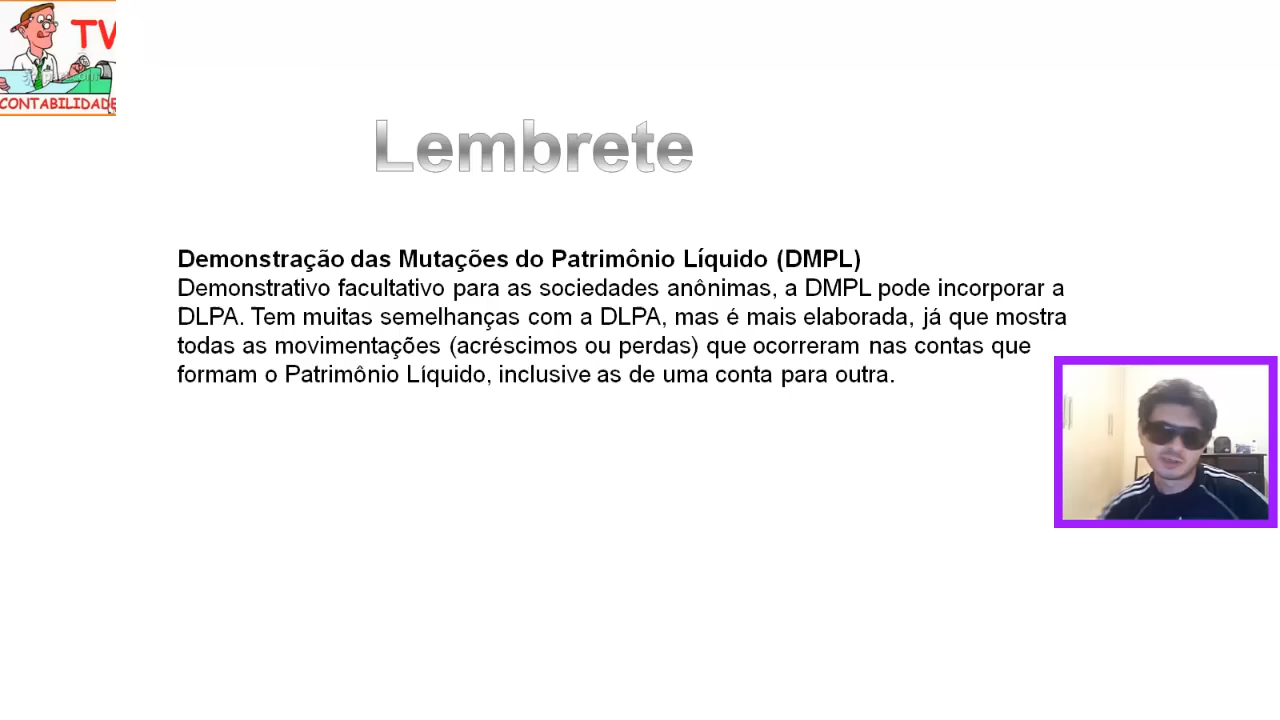 TV
CONTABILIDADE
Lembrete
Demonstração das Mutações do Patrimônio Líquido (DMPL)
Demonstrativo facultativo para as sociedades anônimas, a DMPL pode incorporar a
DLPA. Tem muitas semelhanças com a DLPA, mas é mais elaborada, já que mostra
todas as movimentações (acréscimos ou perdas) que ocorreram nas contas que
formam o Patrimônio Líquido, inclusive as de uma conta para outra.